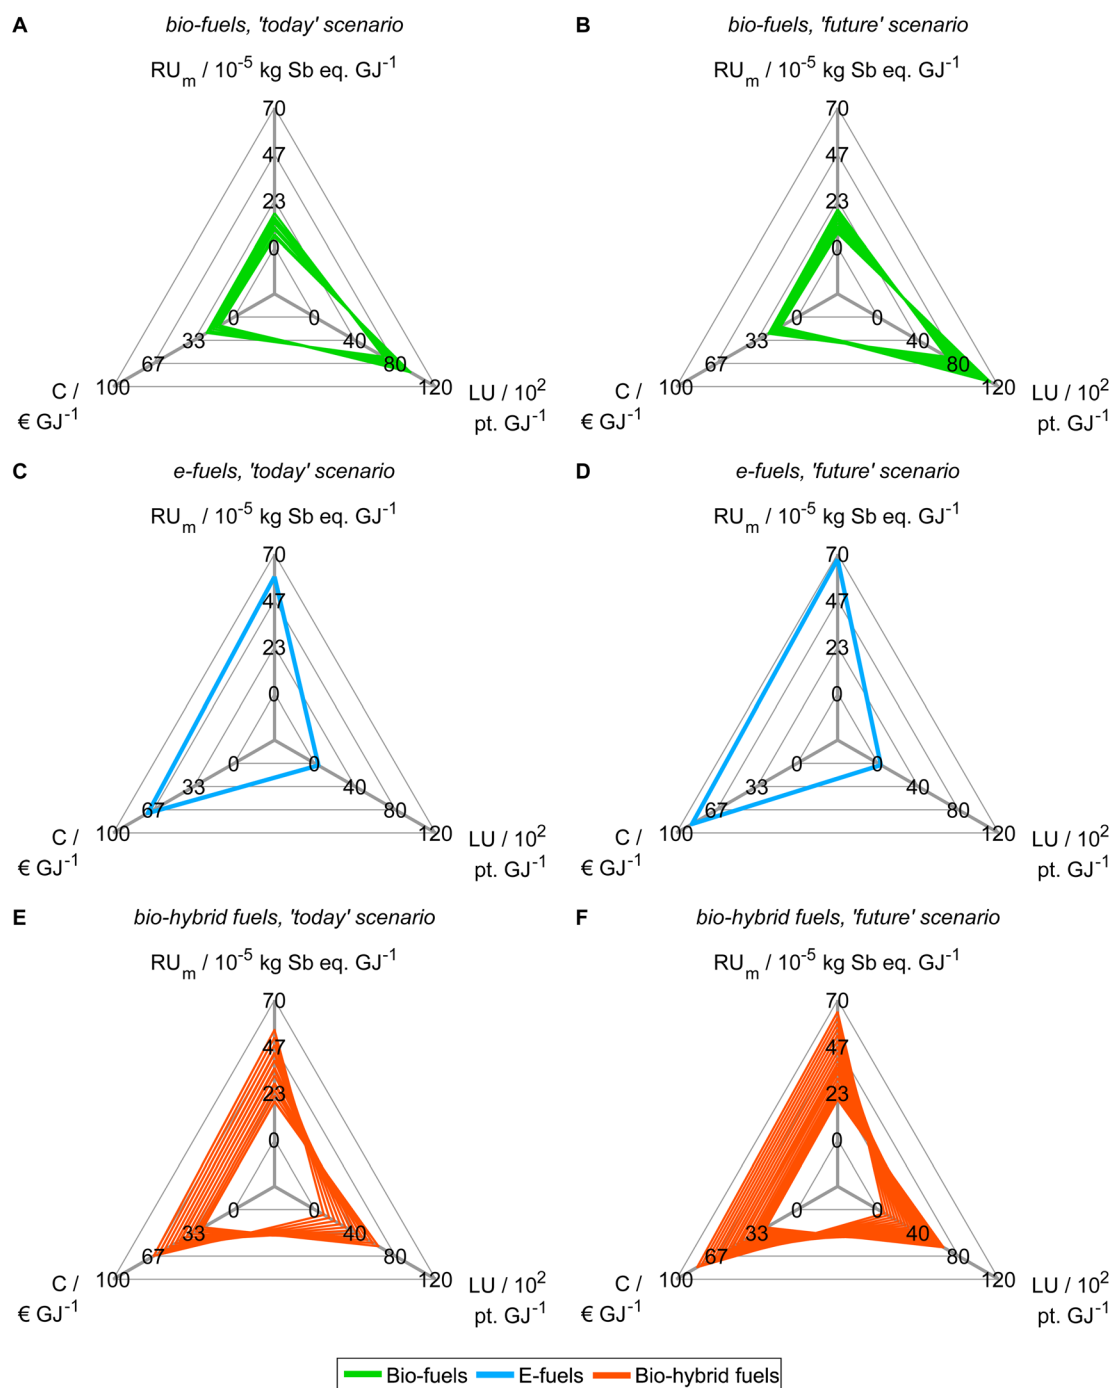 A bio-fuels, 'today' scenario
RUm / 10-5 kg Sb eq. GJ-1
70
47
23
0
0 0
33 40
67 80
100 120
C /
€ GJ-1
LU / 102
pt. GJ-1
B bio-fuels, 'future' scenario
RUm / 10-5 kg Sb eq. GJ-1
70
47
23
0
0 0
33 40
67 80
100 120
C /
€ GJ-1
LU / 102
pt. GJ-1
C e-fuels, 'today' scenario
RUm / 10-5 kg Sb eq. GJ-1
70
47
23
0
0 0
33 40
67 80
100 120
C /
€ GJ-1
LU / 102
pt. GJ-1
D e-fuels, 'future' scenario
RUm / 10-5 kg Sb eq. GJ-1
70
47
23
0
0 0
33 40
67 80
100 120
C /
€ GJ-1
LU / 102
pt. GJ-1
E bio-hybrid fuels, 'today' scenario
RUm / 10-5 kg Sb eq. GJ-1
70
47
23
0
0 0
33 40
67 80
100 120
C /
€ GJ-1
LU / 102
pt. GJ-1
F bio-hybrid fuels, 'future' scenario
RUm / 10-5 kg Sb eq. GJ-1
70
47
23
0
0 0
33 40
67 80
100 120
C /
€ GJ-1
LU / 102
pt. GJ-1
Bio-fuels E-fuels Bio-hybrid fuels